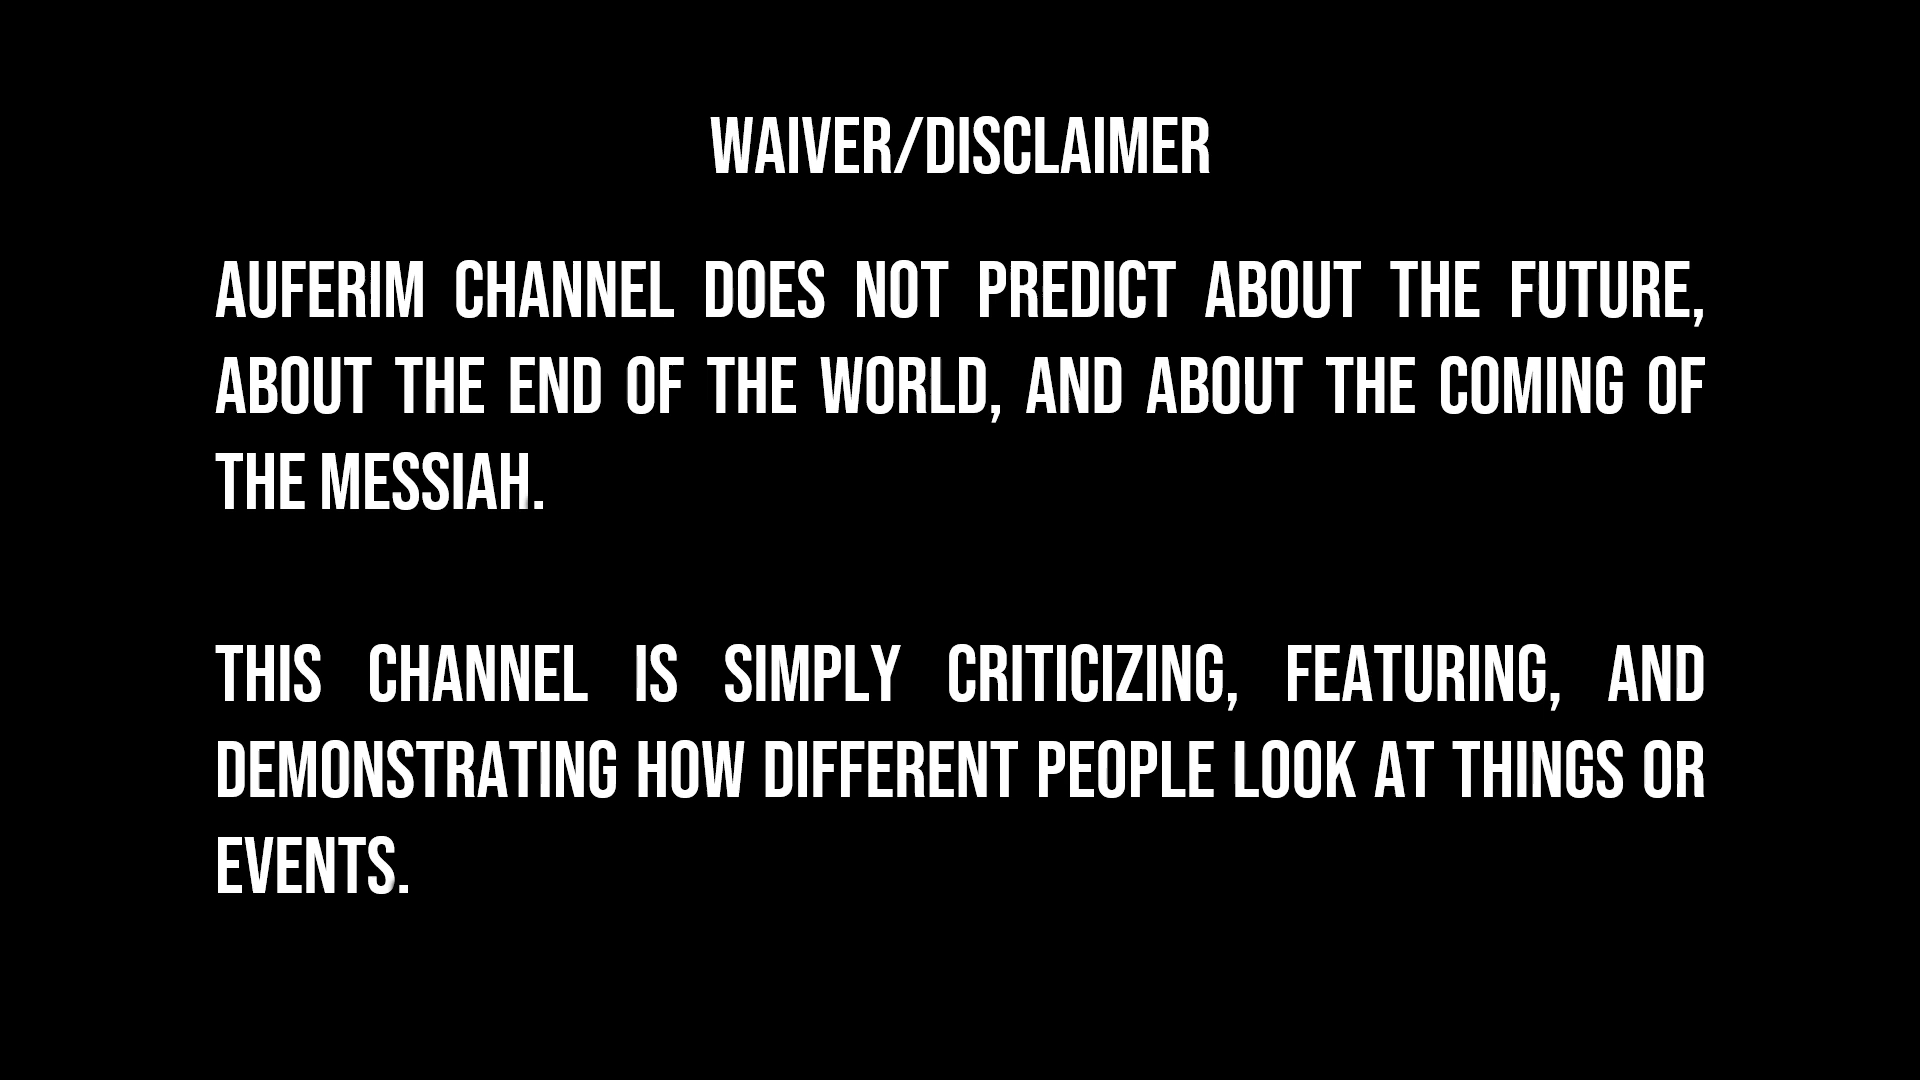 WAIVER/DISCLAIMER
AUFERIM CHANNEL DOES NOT PREDICT ABOUT THE FUTURE,
ABOUT THE END OF THE WORLD, AND ABOUT THE COMING OF
THE MESSIAH.
THIS CHANNEL IS SIMPLY CRITICIZING, FEATURING, AND
DEMONSTRATING HOW DIFFERENT PEOPLE LOOK AT THINGS OR
EVENTS.